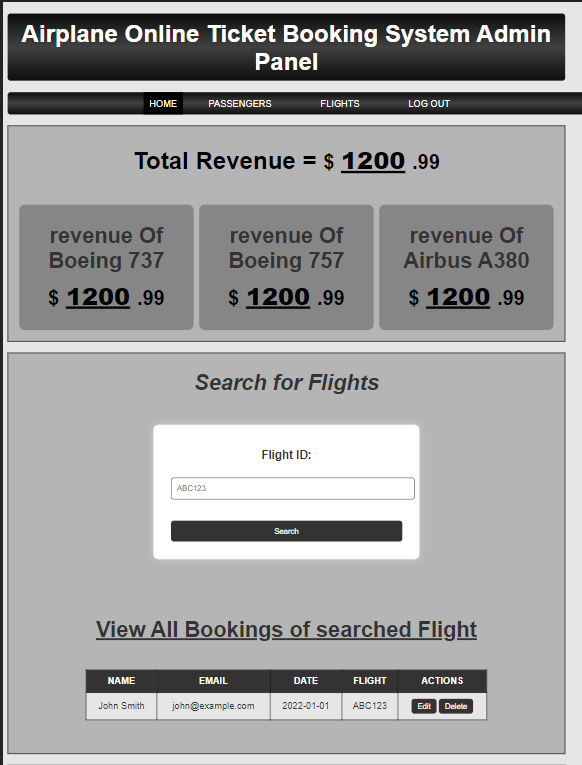 Airplane Online Ticket Booking System Admin
Panel
HOME PASSENGERS FLIGHTS LOG OUT
Total Revenue = $ 1200 .99
revenue Of
Boeing 737
$ 1200 .99
revenue Of
Boeing 757
$ 1200 .99
revenue Of
Airbus A380
$ 1200 .99
Search for Flights
Flight ID:
ABC123
Search
View All Bookings of searched Flight
NAME EMAIL DATE FLIGHT ACTIONS
John Smith john@example.com 2022-01-01 ABC123 Edit Delete